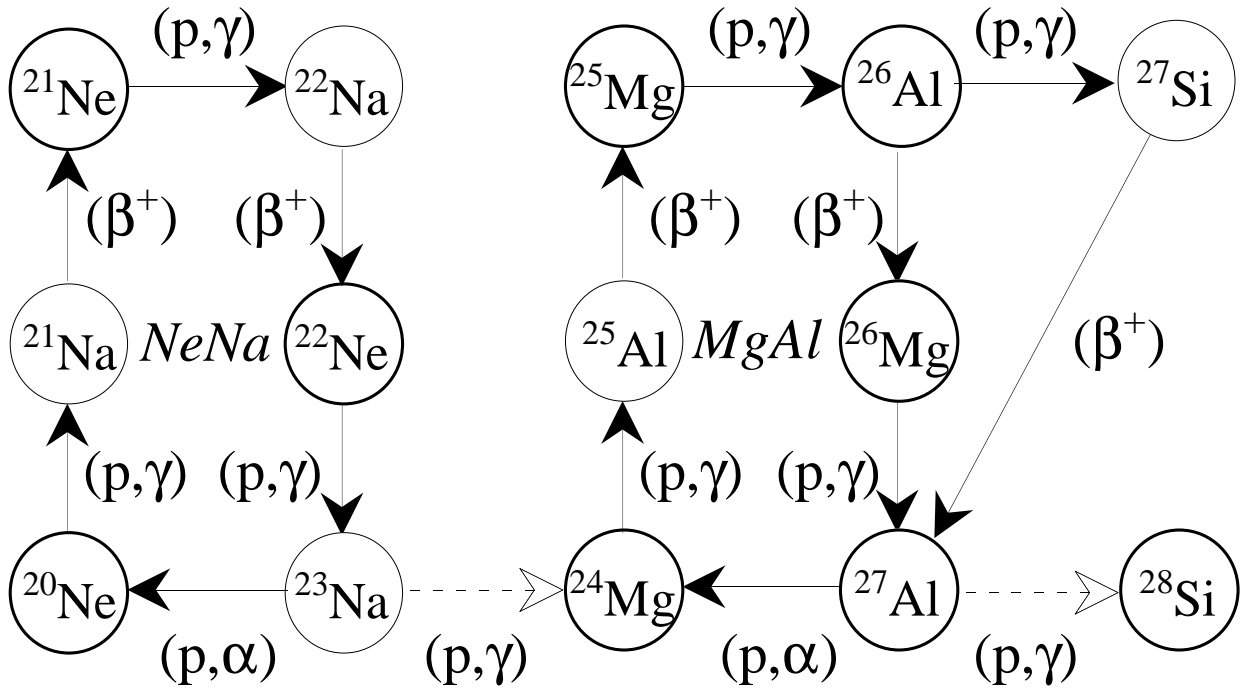 (p,γ) (p,γ) (p,γ)
²¹Ne ²²Na ²⁵Mg ²⁶Al ²⁷Si
(β⁺) (β⁺) (β⁺) (β⁺)
²¹Na NeNa ²²Ne ²⁵Al MgAl ²⁶Mg (β⁺)
(p,γ) (p,γ) (p,γ) (p,γ)
²⁰Ne ²³Na ²⁴Mg ²⁷Al ²⁸Si
(p,α) (p,γ) (p,α) (p,γ)